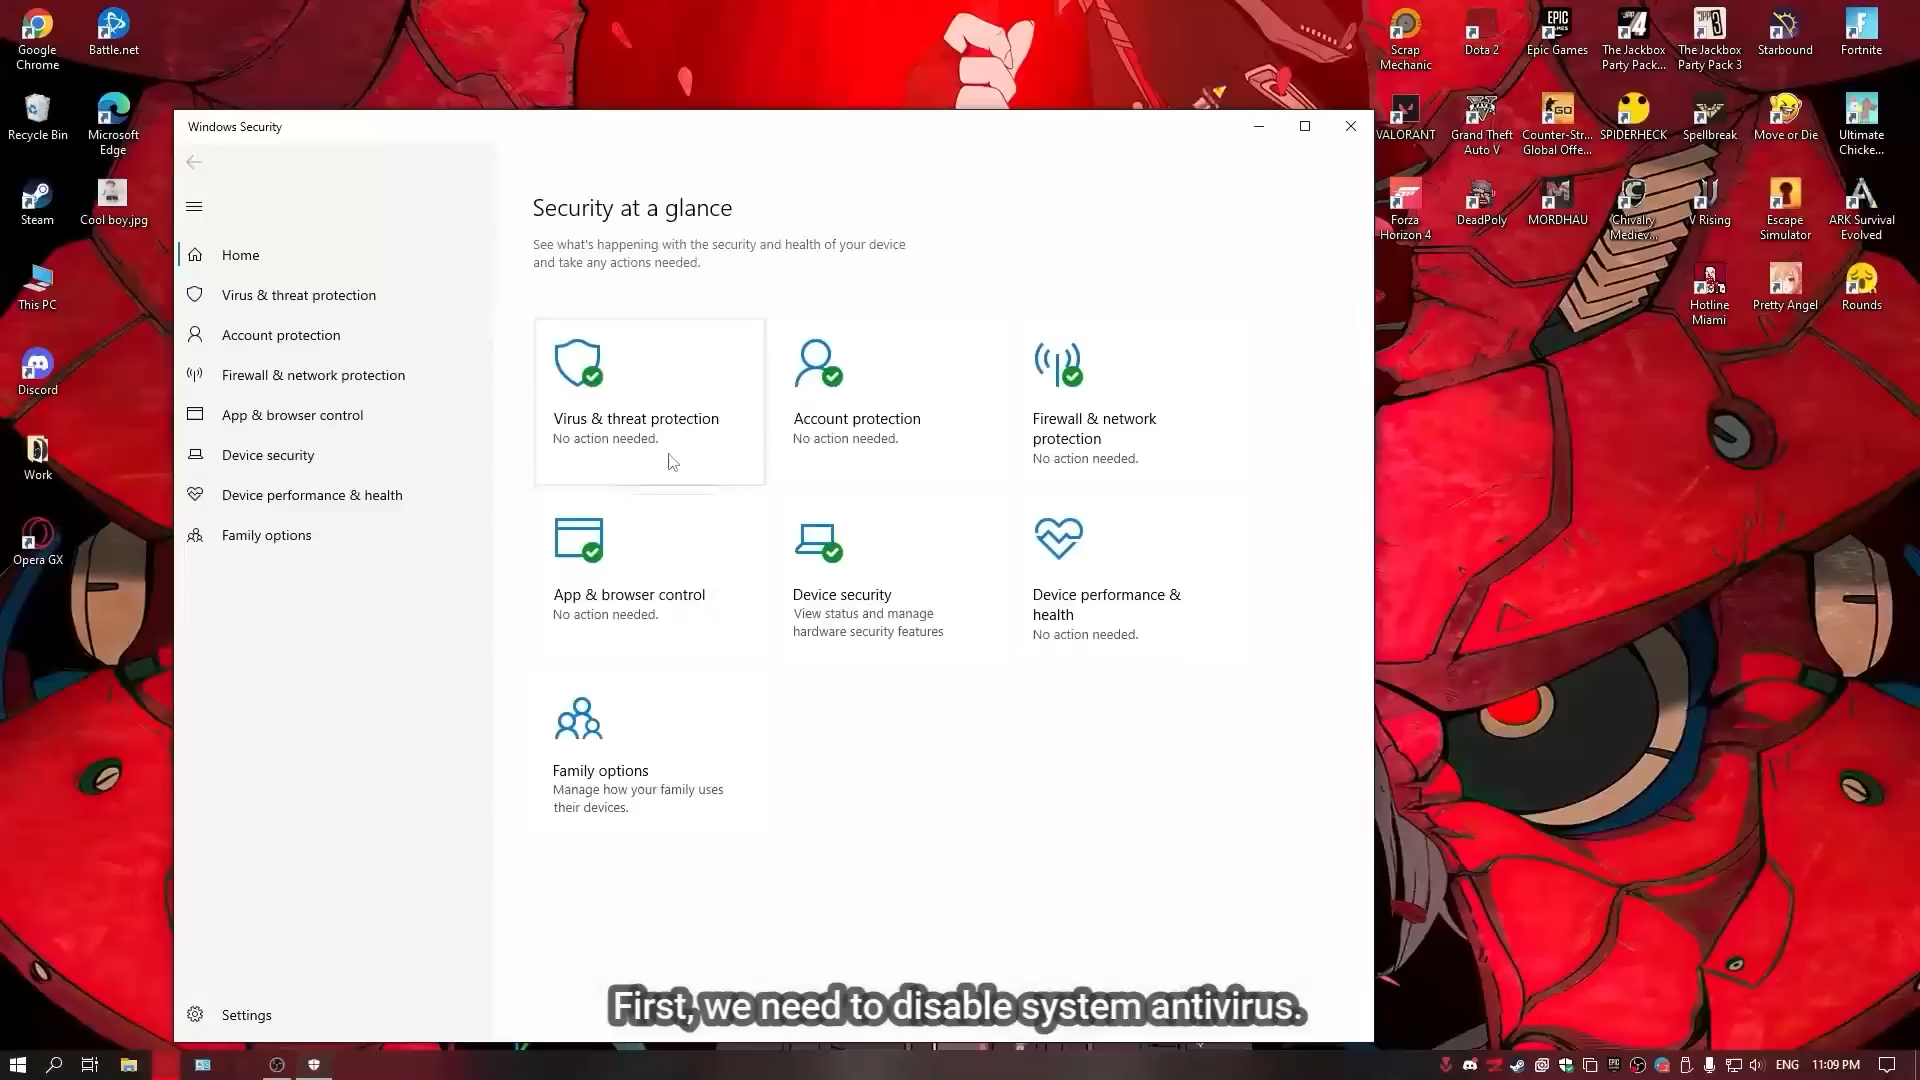 Google
Chrome
Battle.net
Recycle Bin
Microsoft
Edge
Steam
Cool boy.jpg
This PC
Discord
Work
Opera GX
Windows Security
Home
Virus & threat protection
Account protection
Firewall & network protection
App & browser control
Device security
Device performance & health
Family options
Settings
Security at a glance
See what's happening with the security and health of your device
and take any actions needed.
Virus & threat protection
No action needed.
Account protection
No action needed.
Firewall & network
protection
No action needed.
App & browser control
No action needed.
Device security
View status and manage
hardware security features
Device performance &
health
No action needed.
Family options
Manage how your family uses
their devices.
First, we need to disable system antivirus.
Scrap
Mechanic
Dota 2
Epic Games
The Jackbox
Party Pack...
The Jackbox
Party Pack 3
Starbound
Fortnite
VALORANT
Grand Theft
Auto V
Counter-Str...
Global Offe...
SPIDERHECK
Spellbreak
Move or Die
Ultimate
Chicke...
Forza
Horizon 4
DeadPoly
MORDHAU
Chivalry
Mediev...
V Rising
Escape
Simulator
ARK Survival
Evolved
Hotline
Miami
Pretty Angel
Rounds
ENG
11:09 PM